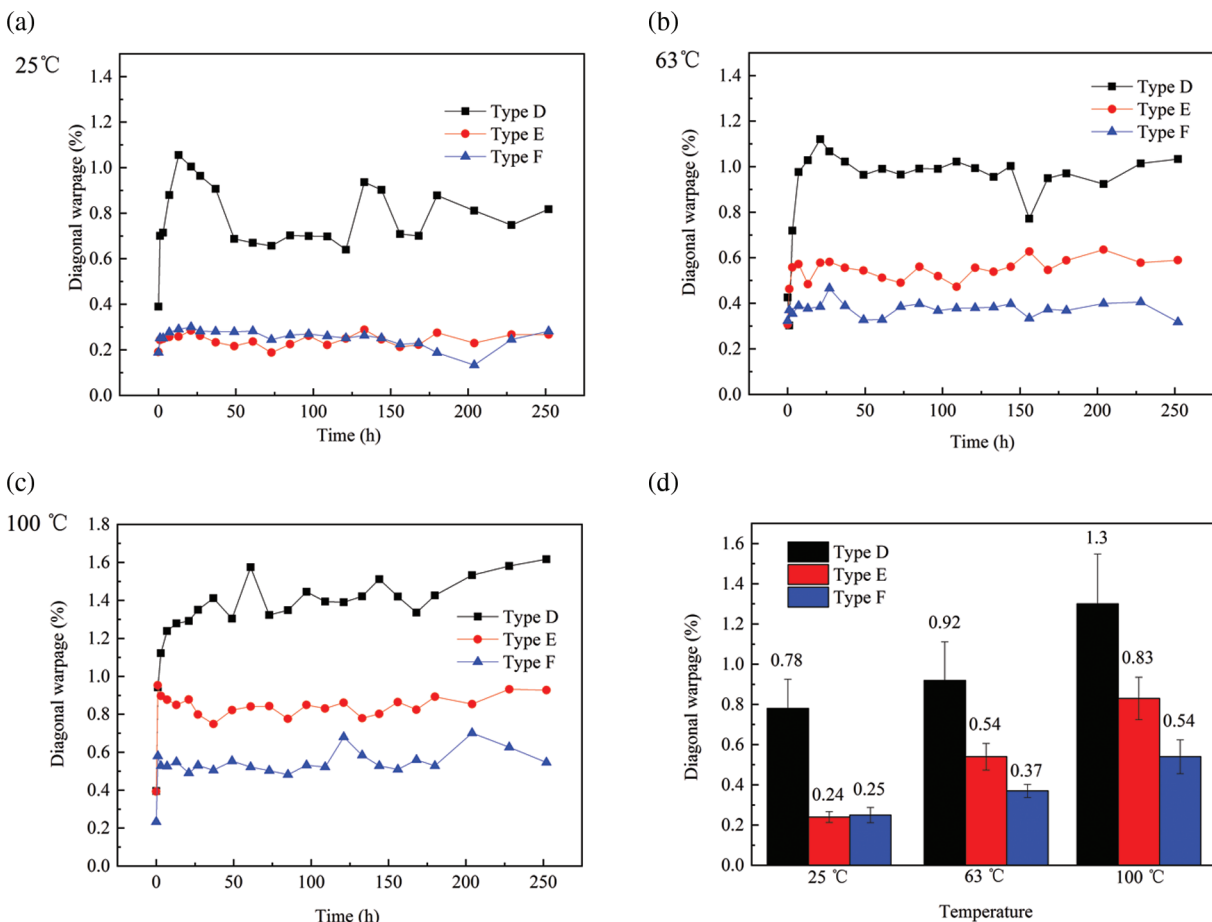 (a)
25℃
1.4
1.2
1.0
0.8
0.6
0.4
0.2
0.0
Diagonal warpage (%)
Type D
Type E
Type F
0 50 100 150 200 250
Time (h)
(b)
63℃
1.4
1.2
1.0
0.8
0.6
0.4
0.2
0.0
Diagonal warpage (%)
Type D
Type E
Type F
0 50 100 150 200 250
Time (h)
(c)
100 ℃
1.8
1.6
1.4
1.2
1.0
0.8
0.6
0.4
0.2
0.0
Diagonal warpage (%)
Type D
Type E
Type F
0 50 100 150 200 250
Time (h)
(d)
1.6
1.4
1.2
1.0
0.8
0.6
0.4
0.2
0.0
Diagonal warpage (%)
Type D
Type E
Type F
0.78
0.24
0.25
0.92
0.54
0.37
1.3
0.83
0.54
25 ℃ 63 ℃ 100 ℃
Temperature